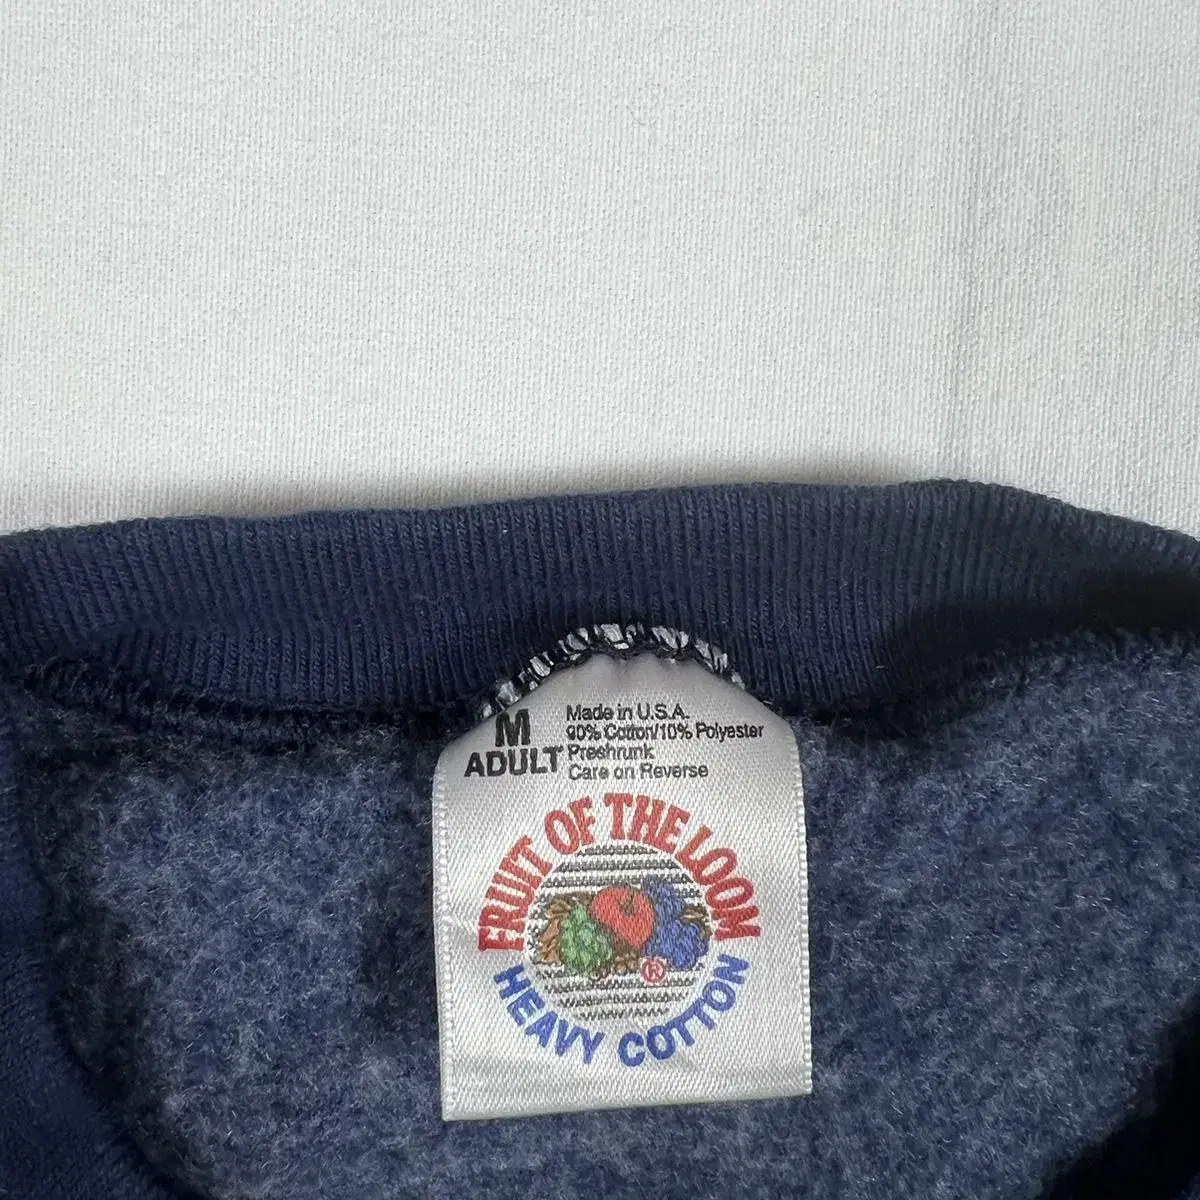 M
ADULT
Made in U.S.A.
90% Cotton/10% Polyester
Preshrunk
Care on Reverse
FRUIT OF THE LOOM
®
HEAVY COTTON